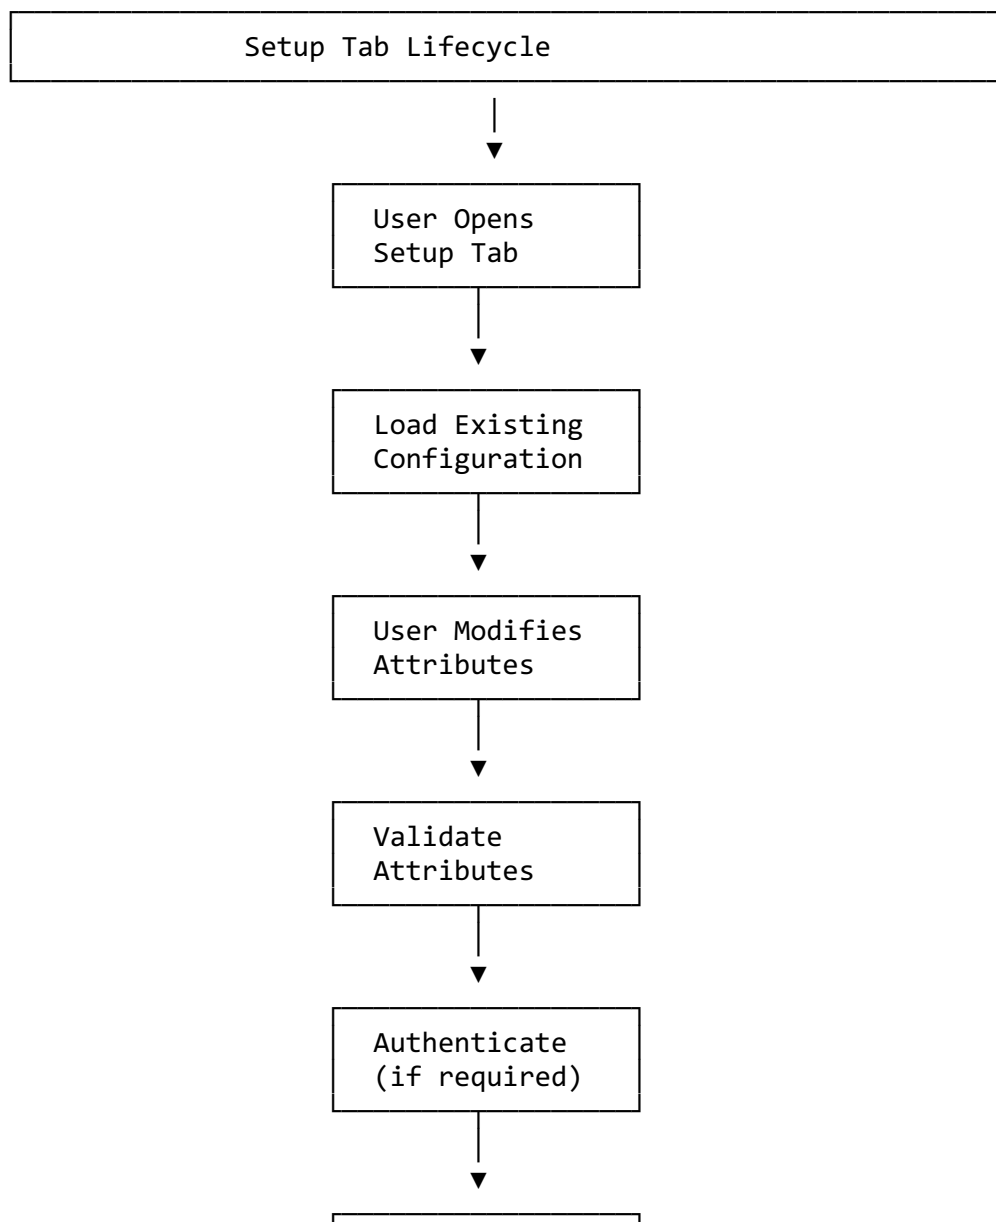 Setup Tab Lifecycle
User Opens
Setup Tab
Load Existing
Configuration
User Modifies
Attributes
Validate
Attributes
Authenticate
(if required)